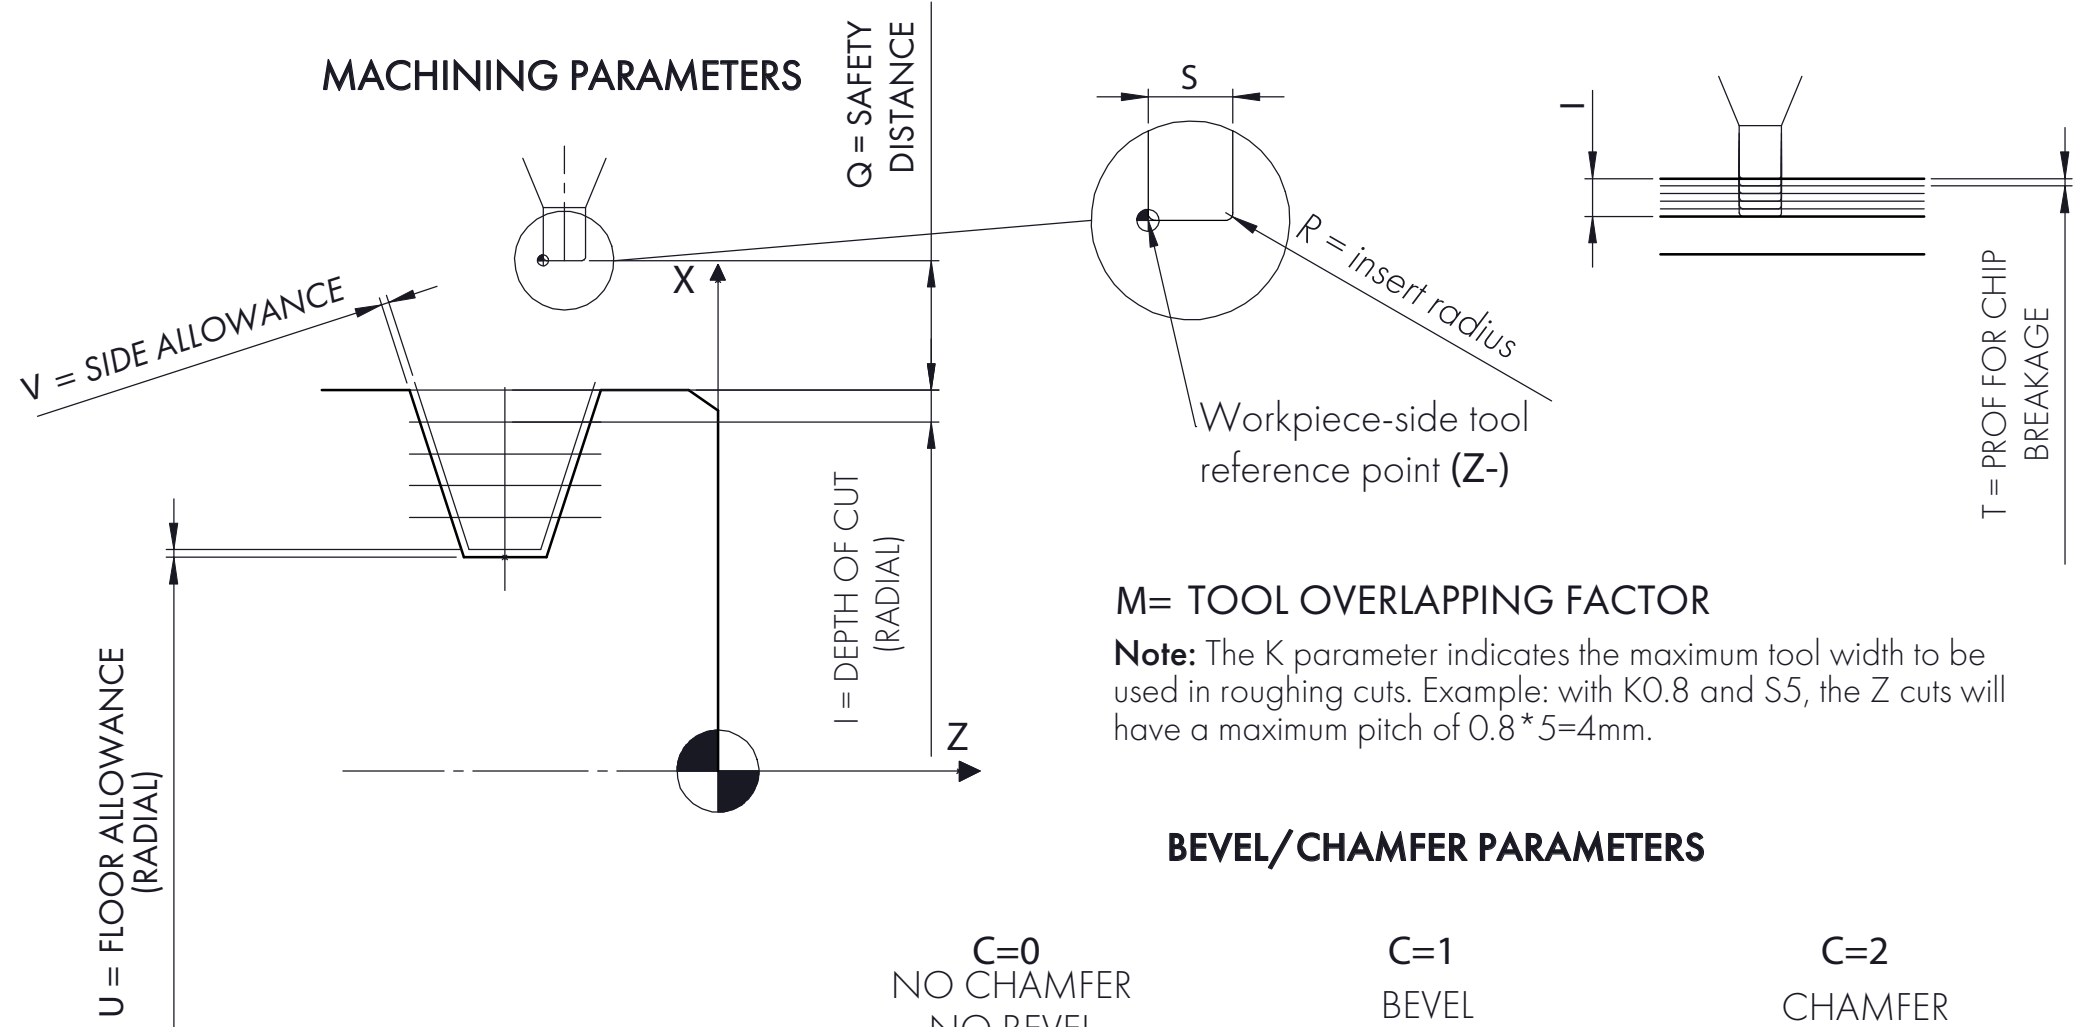 MACHINING PARAMETERS
Q = SAFETY
DISTANCE
S
I
X
R = insert radius
V = SIDE ALLOWANCE
Workpiece-side tool
reference point (Z-)
T = PROF FOR CHIP
BREAKAGE
I = DEPTH OF CUT
(RADIAL)
Z
U = FLOOR ALLOWANCE
(RADIAL)
M= TOOL OVERLAPPING FACTOR
Note: The K parameter indicates the maximum tool width to be
used in roughing cuts. Example: with K0.8 and S5, the Z cuts will
have a maximum pitch of 0.8*5=4mm.
BEVEL/CHAMFER PARAMETERS
C=0
NO CHAMFER
NO BEVEL
C=1
BEVEL
C=2
CHAMFER